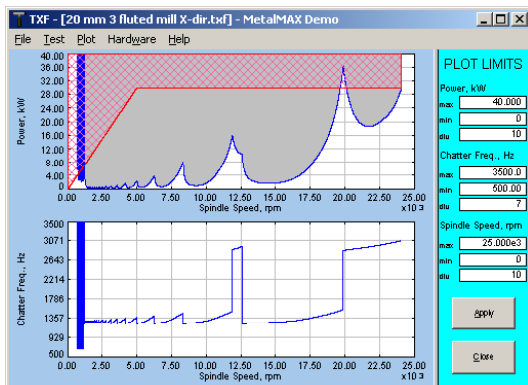 TXF - [20 mm 3 fluted mill X-dir.txf] - MetalMAX Demo
File Test Plot Hardware Help
40.00
36.00
32.00
28.00
24.00
20.00
16.00
12.00
8.00
4.00
0
Power, kW
0.00 2.50 5.00 7.50 10.00 12.50 15.00 17.50 20.00 22.50 25.00
Spindle Speed, rpm x10 3
3500
3071
2643
2214
1786
1357
929
500
Chatter Freq., Hz
0.00 2.50 5.00 7.50 10.00 12.50 15.00 17.50 20.00 22.50 25.00
Spindle Speed, rpm x10 3
PLOT LIMITS
Power, kW
max 40.000
min 0
div 10
Chatter Freq., Hz
max 3500.0
min 500.00
div 7
Spindle Speed, rpm
max 25.000e3
min 0
div 10
Apply
Close